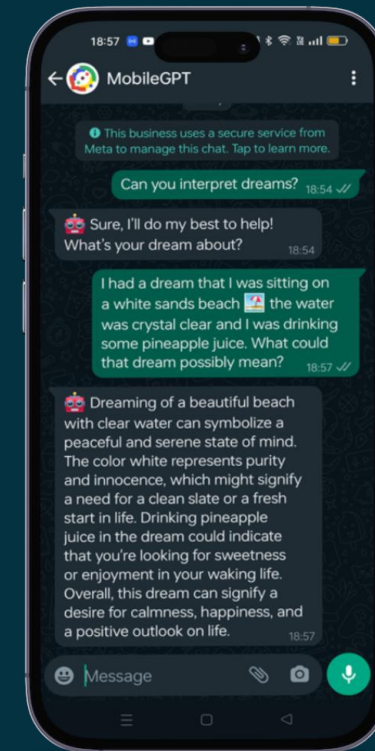 18:57
MobileGPT
This business uses a secure service from
Meta to manage this chat. Tap to learn more.
Can you interpret dreams? 18:54
Sure, I'll do my best to help!
What's your dream about? 18:54
I had a dream that I was sitting on
a white sands beach 🏖️ the water
was crystal clear and I was drinking
some pineapple juice. What could
that dream possibly mean? 18:57
Dreaming of a beautiful beach
with clear water can symbolize a
peaceful and serene state of mind.
The color white represents purity
and innocence, which might signify
a need for a clean slate or a fresh
start in life. Drinking pineapple
juice in the dream could indicate
that you're looking for sweetness
or enjoyment in your waking life.
Overall, this dream can signify a
desire for calmness, happiness, and
a positive outlook on life. 18:57
Message